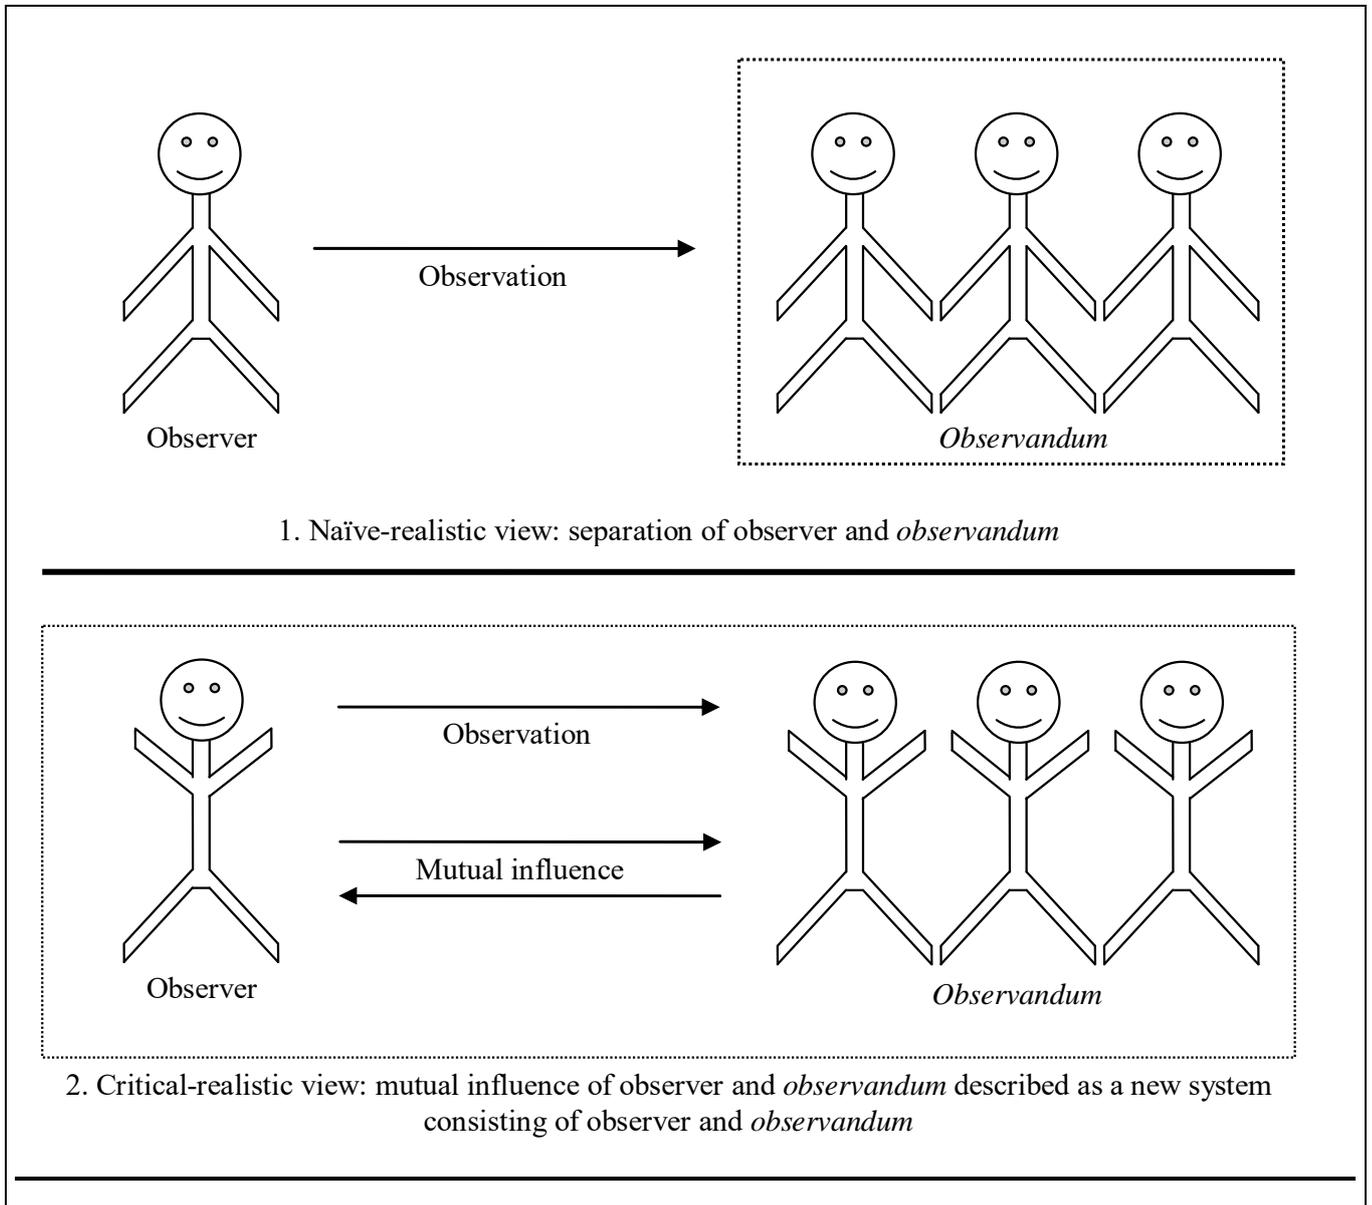 Observation
Observer
Observandum
1. Naïve-realistic view: separation of observer and observandum
Observation
Mutual influence
Observer
Observandum
2. Critical-realistic view: mutual influence of observer and observandum described as a new system
consisting of observer and observandum